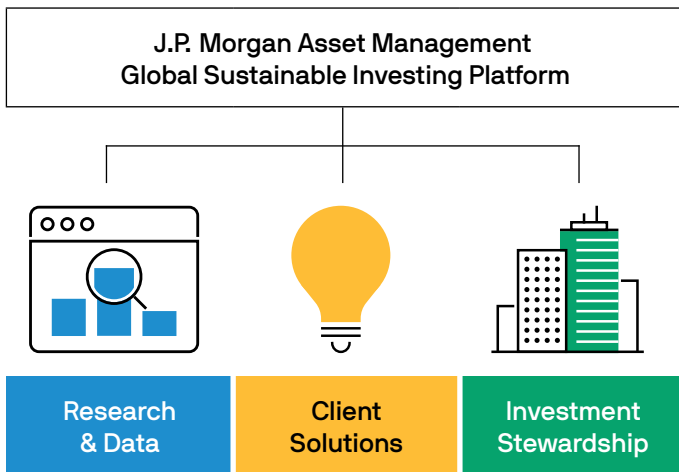 J.P. Morgan Asset Management
Global Sustainable Investing Platform
Research
& Data
Client
Solutions
Investment
Stewardship